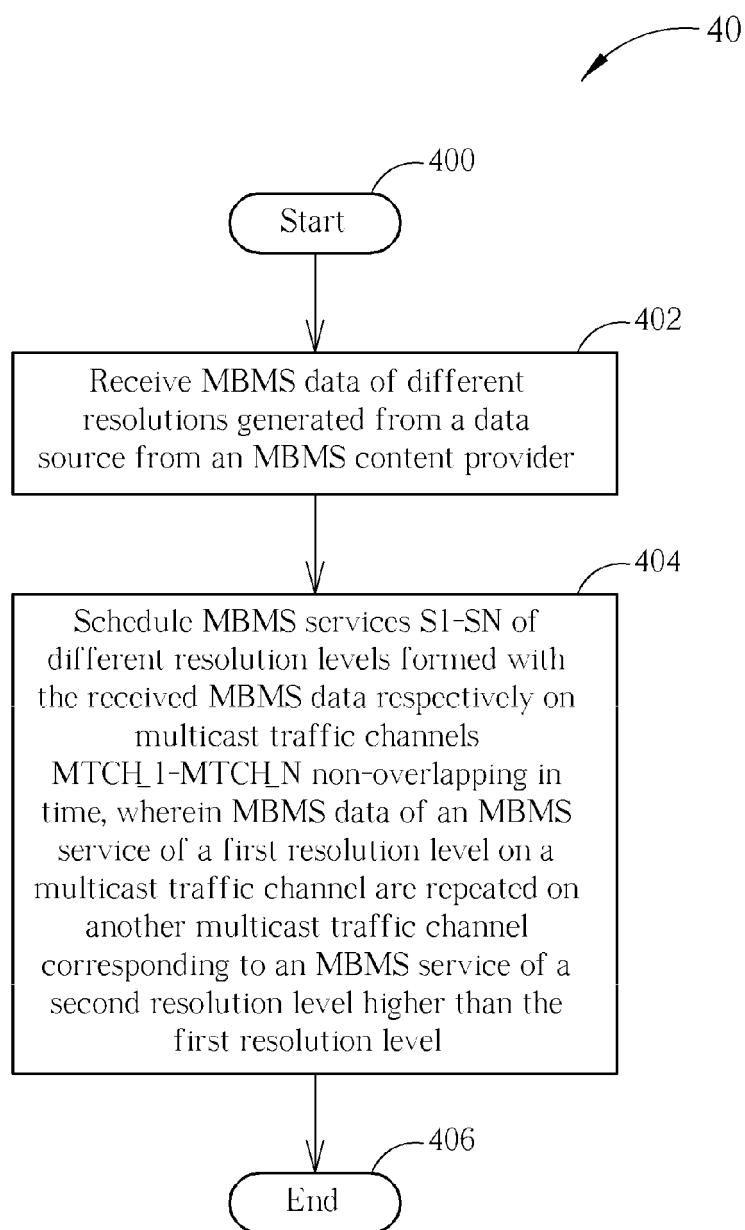 40
400
Start
402
Receive MBMS data of different
resolutions generated from a data
source from an MBMS content provider
404
Schedule MBMS services S1-SN of
different resolution levels formed with
the received MBMS data respectively on
multicast traffic channels
MTCH_1-MTCH_N non-overlapping in
time, wherein MBMS data of an MBMS
service of a first resolution level on a
multicast traffic channel are repeated on
another multicast traffic channel
corresponding to an MBMS service of a
second resolution level higher than the
first resolution level
406
End